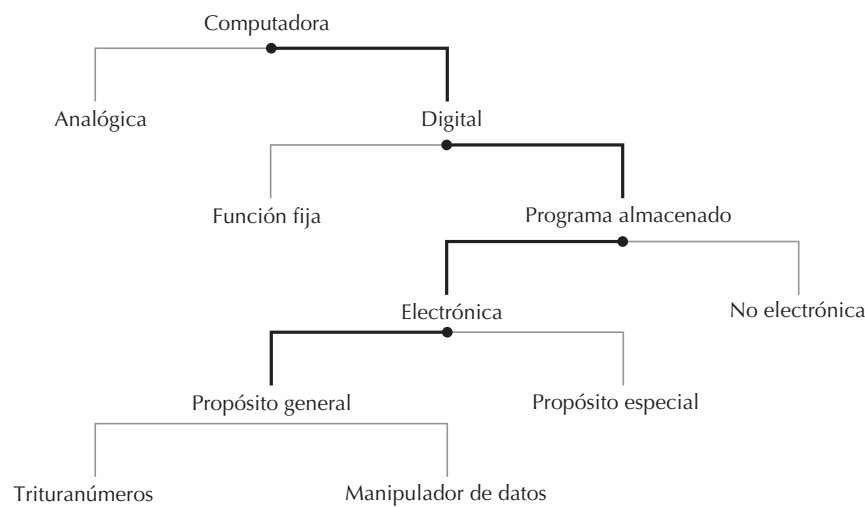 Computadora
Analógica
Digital
Función fija
Programa almacenado
Electrónica
No electrónica
Propósito general
Propósito especial
Trituranúmeros
Manipulador de datos